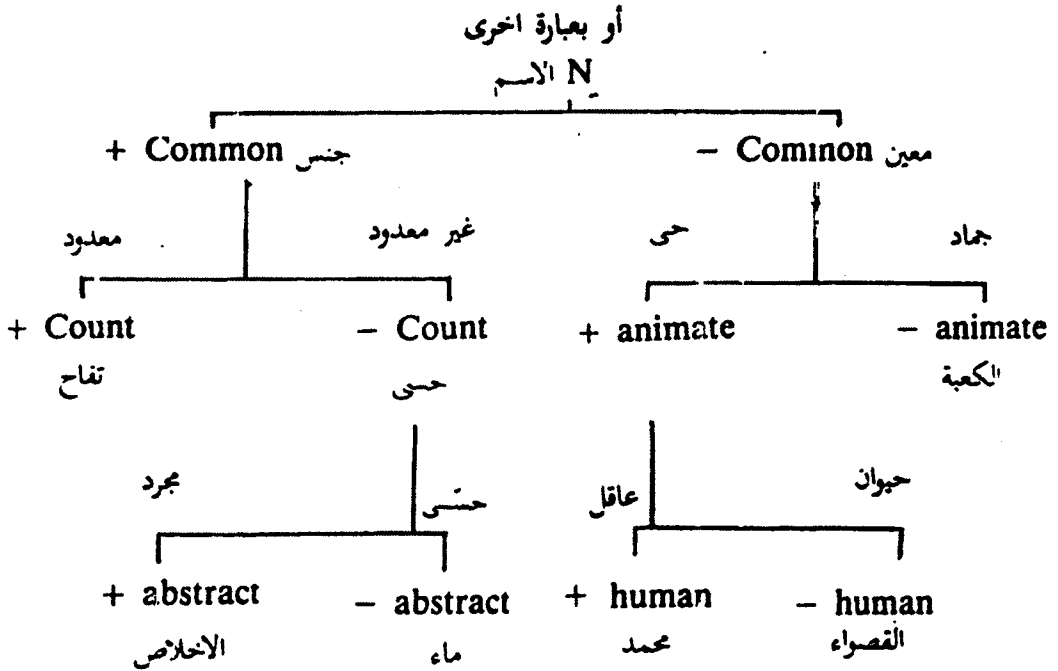 أو بعبارة اخرى
N الاسم
+ Common جنس
− Common معين
معدود
غير معدود
حى
جماد
+ Count
− Count
+ animate
− animate
تفاح
حسى
الكعبة
مجرد
حسّى
عاقل
حيوان
+ abstract
− abstract
+ human
− human
الاخلاص
ماء
محمد
القصواء